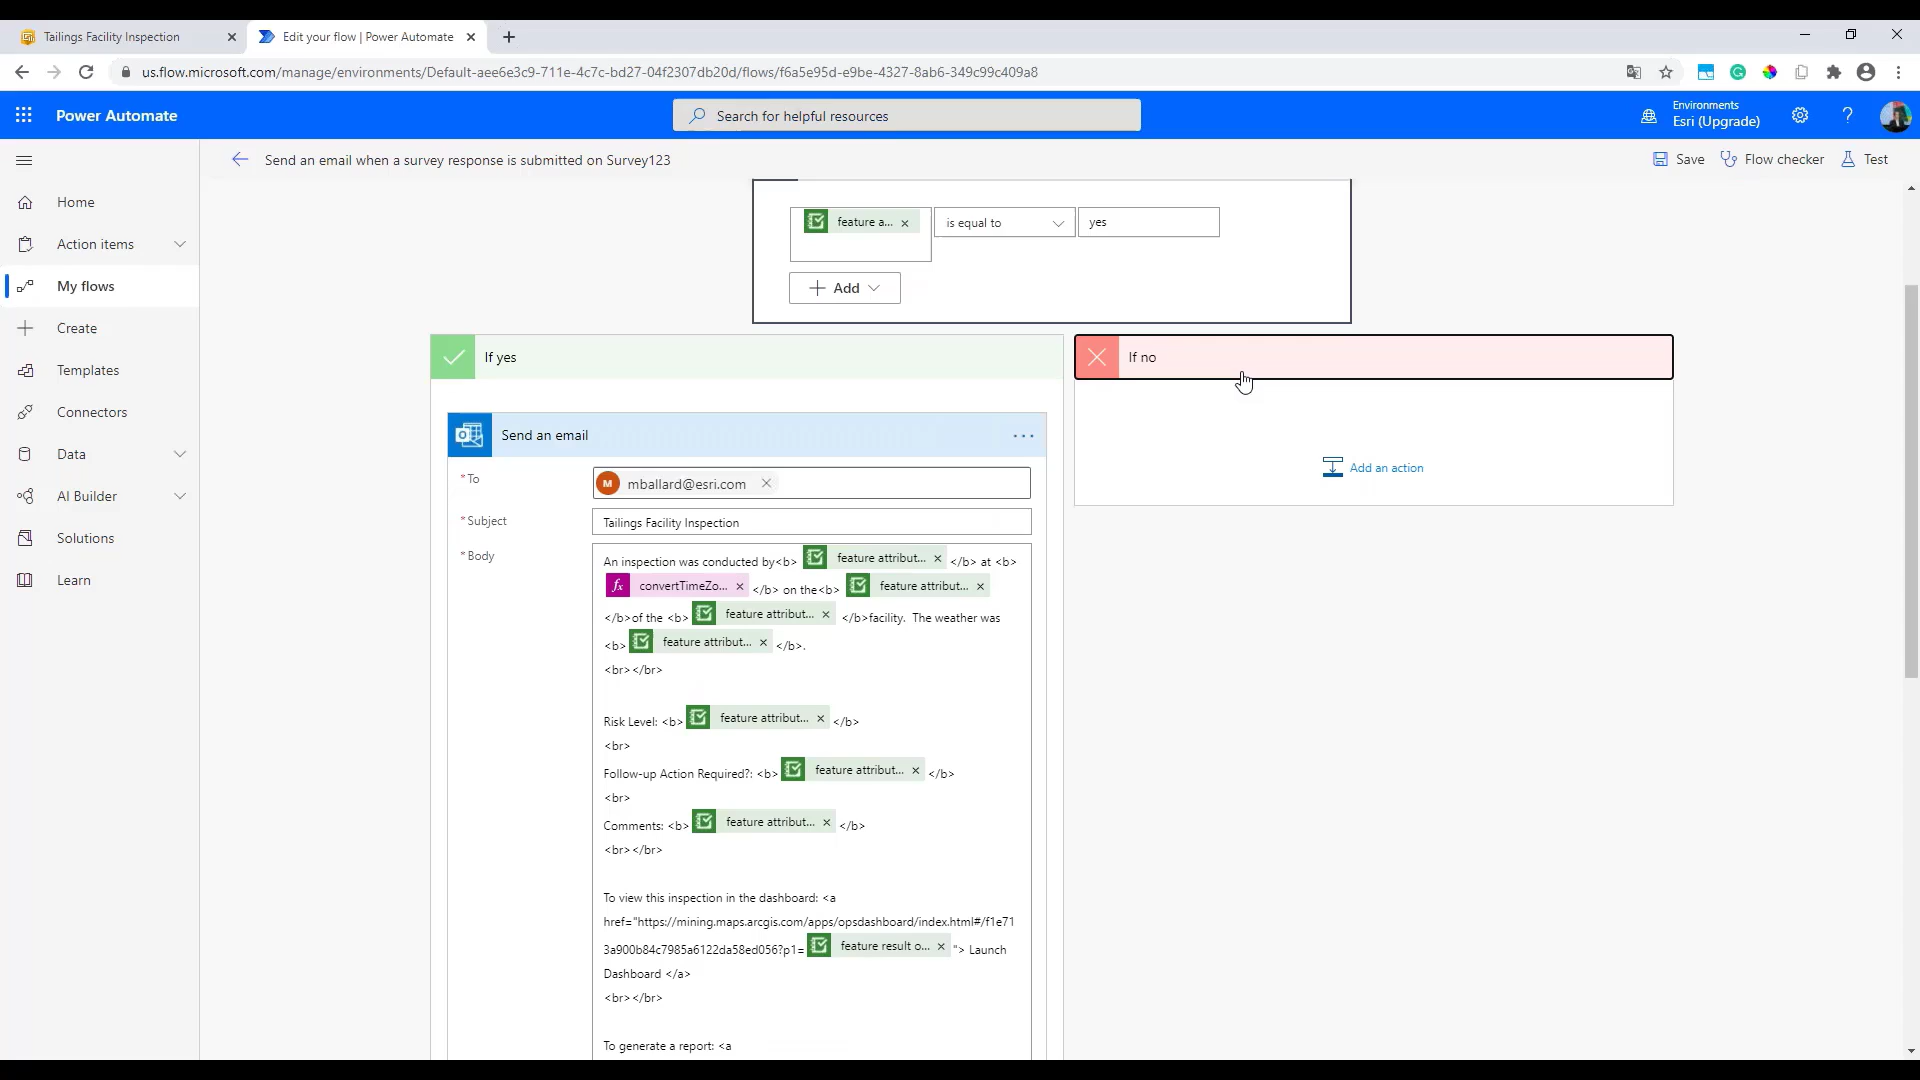 Tailings Facility Inspection
Edit your flow | Power Automate
us.flow.microsoft.com/manage/environments/Default-aee6e3c9-711e-4c7c-bd27-04f2307db20d/flows/f6a5e95d-e9be-4327-8ab6-349c99c409a8
Power Automate
Search for helpful resources
Environments
Esri (Upgrade)
?
Send an email when a survey response is submitted on Survey123
Save
Flow checker
Test
Home
Action items
My flows
Create
Templates
Connectors
Data
AI Builder
Solutions
Learn
feature a... × is equal to yes
+ Add
If yes
If no
Send an email ...
Add an action
* To M mballard@esri.com
* Subject Tailings Facility Inspection
* Body An inspection was conducted by<b> feature attribut... × </b> at <b>
fx convertTimeZo... × </b> on the<b> feature attribut... ×
</b>of the <b> feature attribut... × </b>facility. The weather was
<b> feature attribut... × </b>.
<br></br>
Risk Level: <b> feature attribut... × </b>
<br>
Follow-up Action Required?: <b> feature attribut... × </b>
<br>
Comments: <b> feature attribut... × </b>
<br></br>
To view this inspection in the dashboard: <a
href="https://mining.maps.arcgis.com/apps/opsdashboard/index.html#/f1e71
3a900b84c7985a6122da58ed056?p1= feature result o... × "> Launch
Dashboard </a>
<br></br>
To generate a report: <a